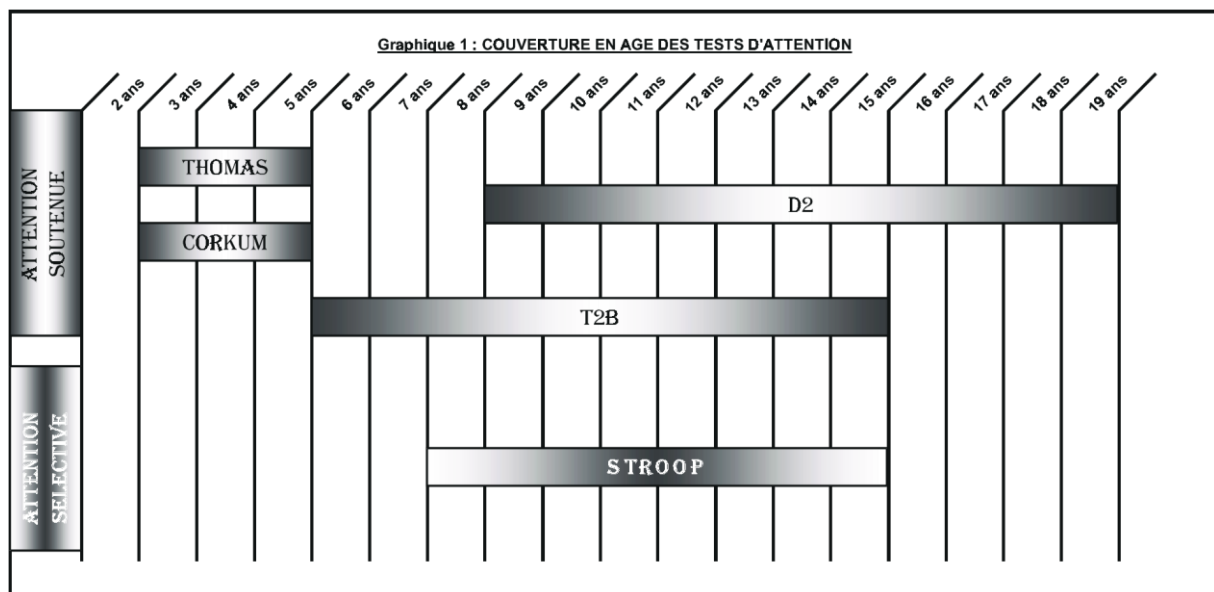 Graphique 1 : COUVERTURE EN AGE DES TESTS D'ATTENTION
2 ans
3 ans
4 ans
5 ans
6 ans
7 ans
8 ans
9 ans
10 ans
11 ans
12 ans
13 ans
14 ans
15 ans
16 ans
17 ans
18 ans
19 ans
ATTENTION
SOUTENUE
THOMAS
D2
CORKUM
T2B
ATTENTION
SELECTIVE
STROOP